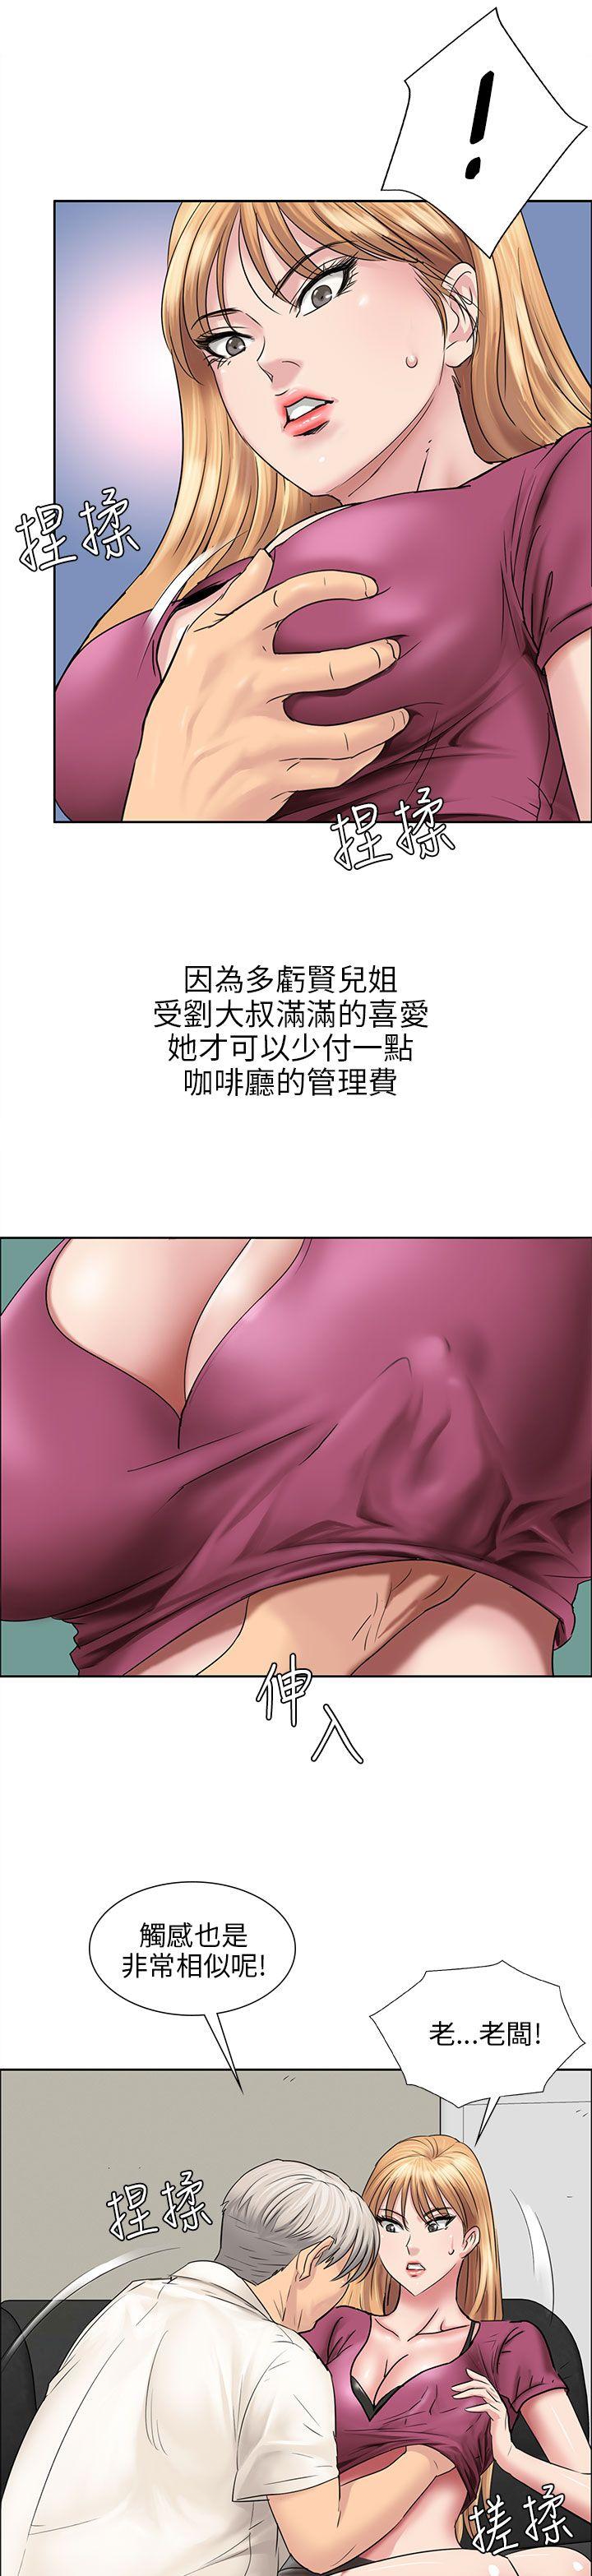 !
捏揉
捏揉
因為多虧賢兒姐
受劉大叔滿滿的喜愛
她才可以少付一點
咖啡廳的管理費
伸入
觸感也是
非常相似呢!
老...老闆!
捏揉
搓揉